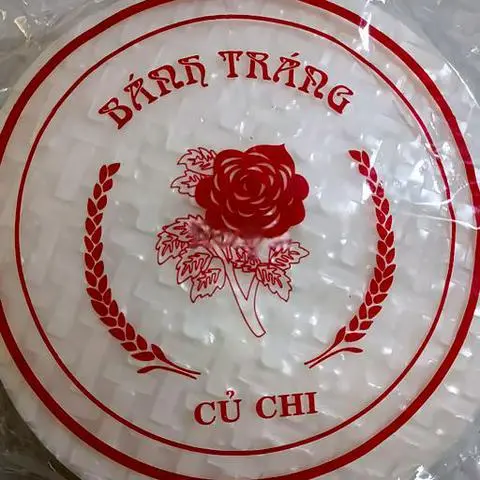 BÁNH TRÁNG
CỦ CHI